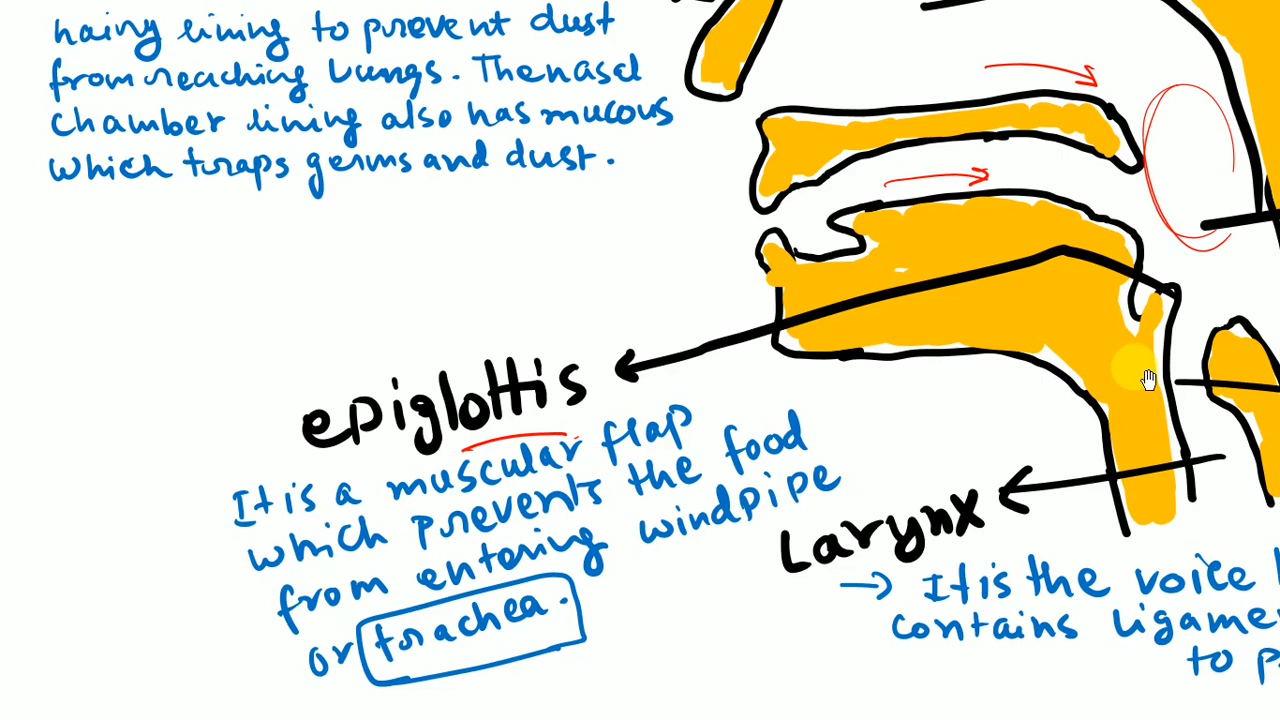 hairy lining to prevent dust
from reaching Lungs. The nasal
chamber lining also has mucous
which traps germs and dust.
epiglottis
It is a muscular flap
which prevents the food
from entering windpipe
or trachea.
Larynx
→ It is the voice
contains Ligame
to p